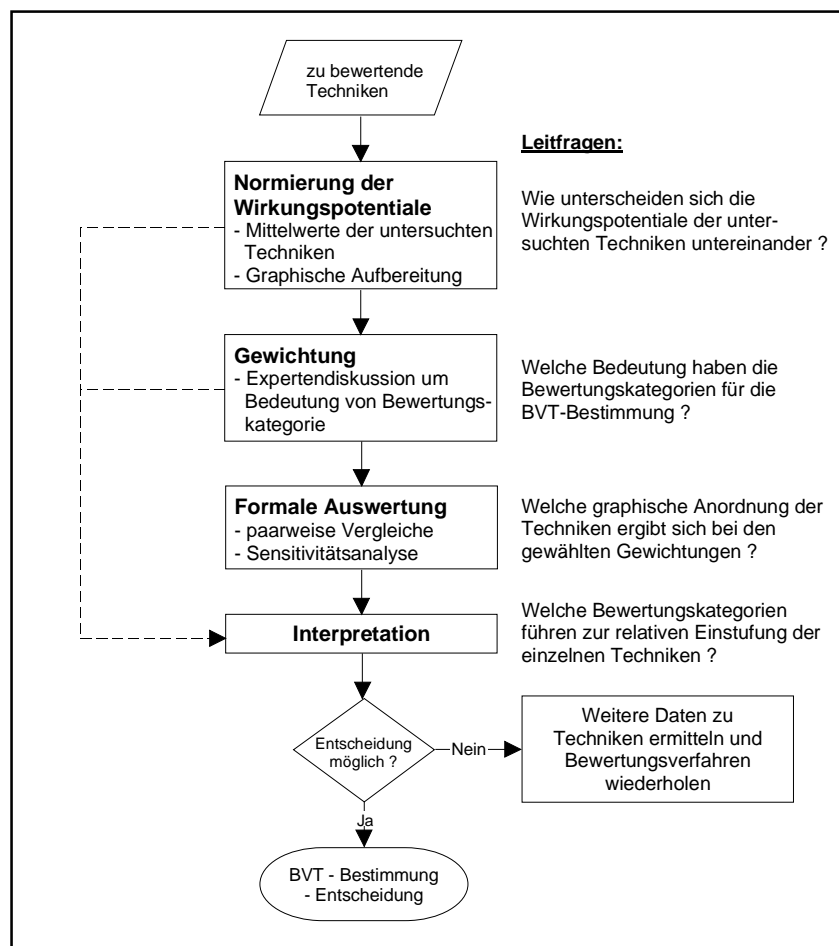 zu bewertende
Techniken
Leitfragen:
Normierung der
Wirkungspotentiale
- Mittelwerte der untersuchten
Techniken
- Graphische Aufbereitung
Wie unterscheiden sich die
Wirkungspotentiale der unter-
suchten Techniken untereinander ?
Gewichtung
- Expertendiskussion um
Bedeutung von Bewertungs-
kategorie
Welche Bedeutung haben die
Bewertungskategorien für die
BVT-Bestimmung ?
Formale Auswertung
- paarweise Vergleiche
- Sensitivitätsanalyse
Welche graphische Anordnung der
Techniken ergibt sich bei den
gewählten Gewichtungen ?
Interpretation
Welche Bewertungskategorien
führen zur relativen Einstufung der
einzelnen Techniken ?
Entscheidung
möglich ?
Nein
Weitere Daten zu
Techniken ermitteln und
Bewertungsverfahren
wiederholen
Ja
BVT - Bestimmung
- Entscheidung